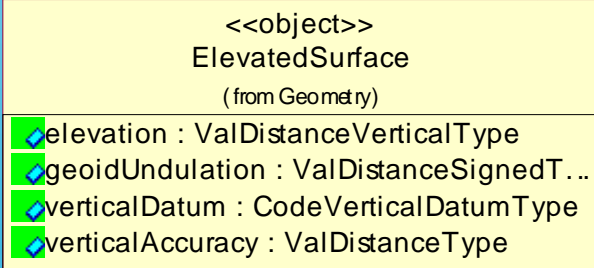 <<object>>
ElevatedSurface
(from Geometry)
elevation : ValDistanceVerticalType
geoidUndulation : ValDistanceSignedT...
verticalDatum : CodeVerticalDatumType
verticalAccuracy : ValDistanceType